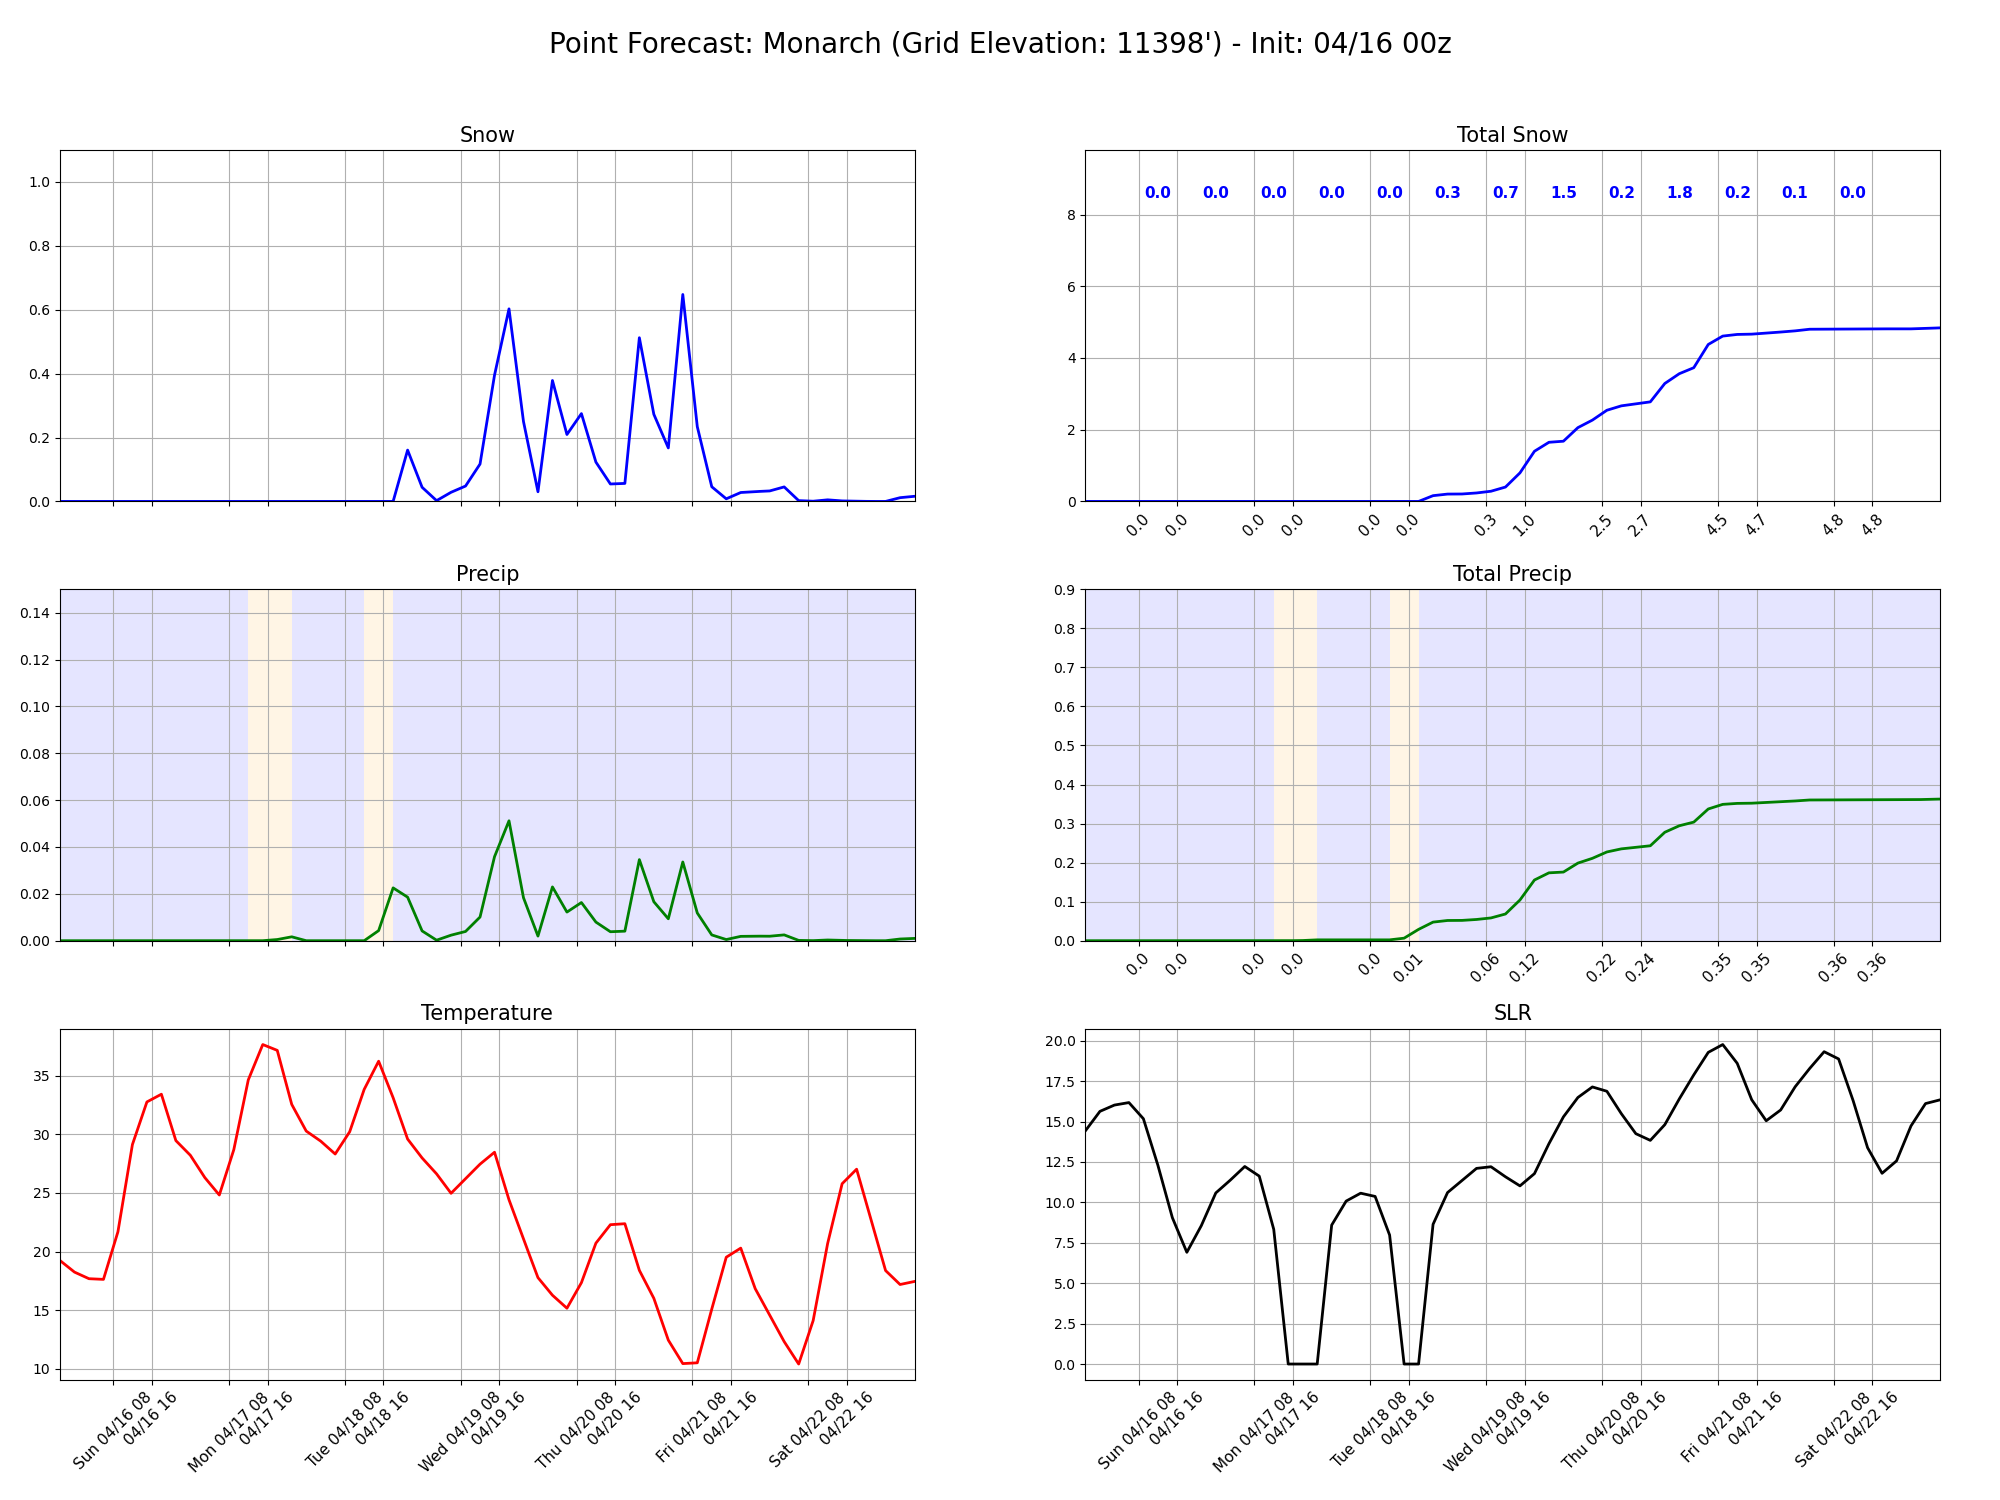 Point Forecast: Monarch (Grid Elevation: 11398') - Init: 04/16 00z
Snow
1.0
0.8
0.6
0.4
0.2
0.0
Total Snow
0.0 0.0 0.0 0.0 0.0 0.3 0.7 1.5 0.2 1.8 0.2 0.1 0.0
8
6
4
2
0
0.0 0.0 0.0 0.0 0.0 0.0 0.3 1.0 2.5 2.7 4.5 4.7 4.8 4.8
Precip
0.14
0.12
0.10
0.08
0.06
0.04
0.02
0.00
Total Precip
0.9
0.8
0.7
0.6
0.5
0.4
0.3
0.2
0.1
0.0
0.0 0.0 0.0 0.0 0.0 0.01 0.06 0.12 0.22 0.24 0.35 0.35 0.36 0.36
Temperature
35
30
25
20
15
10
Sun 04/16 08
04/16 16
Mon 04/17 08
04/17 16
Tue 04/18 08
04/18 16
Wed 04/19 08
04/19 16
Thu 04/20 08
04/20 16
Fri 04/21 08
04/21 16
Sat 04/22 08
04/22 16
SLR
20.0
17.5
15.0
12.5
10.0
7.5
5.0
2.5
0.0
Sun 04/16 08
04/16 16
Mon 04/17 08
04/17 16
Tue 04/18 08
04/18 16
Wed 04/19 08
04/19 16
Thu 04/20 08
04/20 16
Fri 04/21 08
04/21 16
Sat 04/22 08
04/22 16